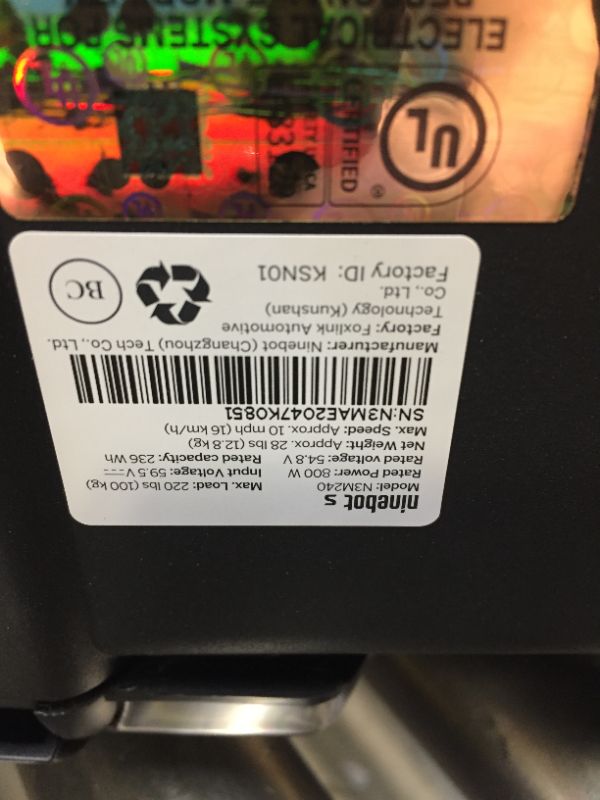 ninebot s
Model: N3M240
Max. Load: 220 lbs (100 kg)
Rated Power: 800 W
Input Voltage: 59.5 V
Rated voltage: 54.8 V
Rated capacity: 236 Wh
Net Weight: Approx. 28 lbs (12.8 kg)
Max. Speed: Approx. 10 mph (16 km/h)
SN:N3MAE2047K0851
Manufacturer: Ninebot (Changzhou) Tech Co., Ltd.
Factory: Foxlink Automotive
Technology (Kunshan)
Co., Ltd.
Factory ID: KSN01
BC
UL
®
CERTIFIED
ELECTRICAL SYSTEMS FOR